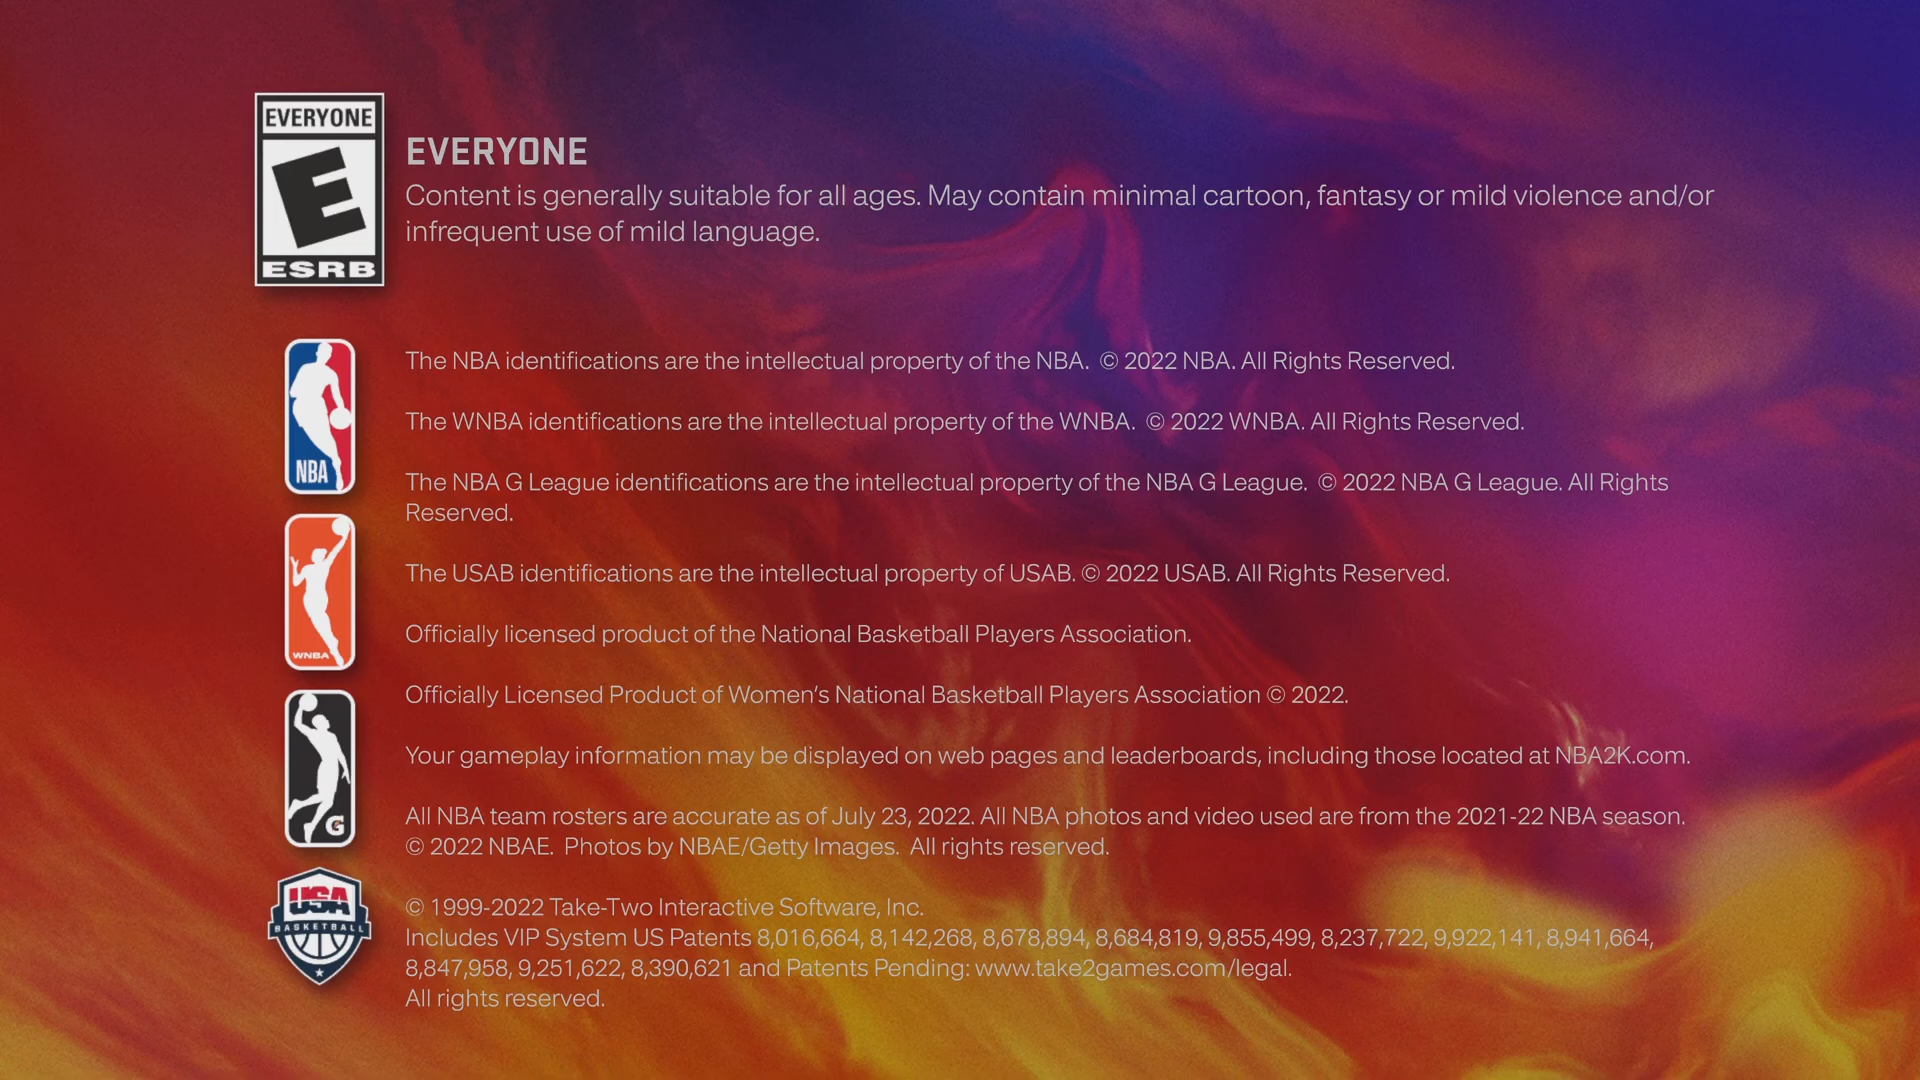 EVERYONE
E
ESRB
EVERYONE
Content is generally suitable for all ages. May contain minimal cartoon, fantasy or mild violence and/or
infrequent use of mild language.
NBA
The NBA identifications are the intellectual property of the NBA.  © 2022 NBA. All Rights Reserved.
The WNBA identifications are the intellectual property of the WNBA.  © 2022 WNBA. All Rights Reserved.
The NBA G League identifications are the intellectual property of the NBA G League.  © 2022 NBA G League. All Rights
Reserved.
WNBA
The USAB identifications are the intellectual property of USAB. © 2022 USAB. All Rights Reserved.
Officially licensed product of the National Basketball Players Association.
Officially Licensed Product of Women’s National Basketball Players Association © 2022.
Your gameplay information may be displayed on web pages and leaderboards, including those located at NBA2K.com.
G
All NBA team rosters are accurate as of July 23, 2022. All NBA photos and video used are from the 2021-22 NBA season.
© 2022 NBAE.  Photos by NBAE/Getty Images.  All rights reserved.
USA
BASKETBALL
© 1999-2022 Take-Two Interactive Software, Inc.
Includes VIP System US Patents 8,016,664, 8,142,268, 8,678,894, 8,684,819, 9,855,499, 8,237,722, 9,922,141, 8,941,664,
8,847,958, 9,251,622, 8,390,621 and Patents Pending: www.take2games.com/legal.
All rights reserved.